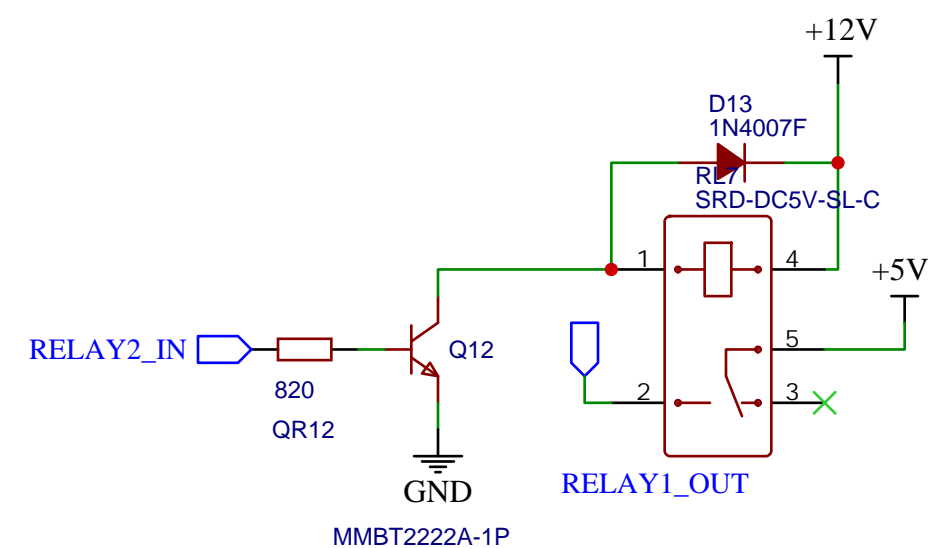 +12V
D13
1N4007F
RL7
SRD-DC5V-SL-C
1
4
+5V
RELAY2_IN
Q12
5
820
2
3
QR12
GND
RELAY1_OUT
MMBT2222A-1P